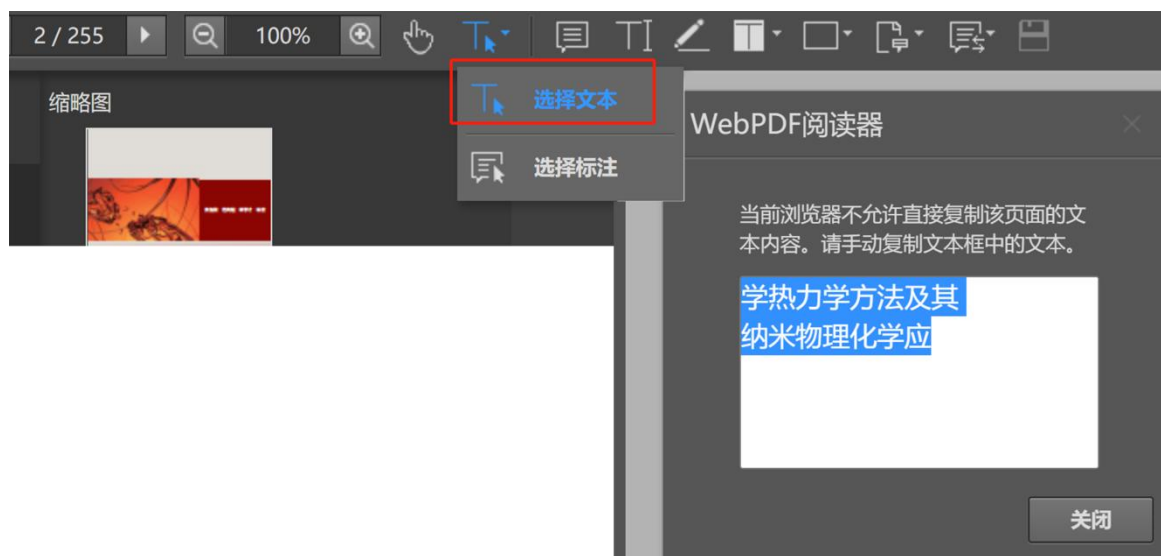 2 / 255
100%
缩略图
选择文本
选择标注
WebPDF阅读器
当前浏览器不允许直接复制该页面的文
本内容。请手动复制文本框中的文本。
学热力学方法及其
纳米物理化学应
关闭